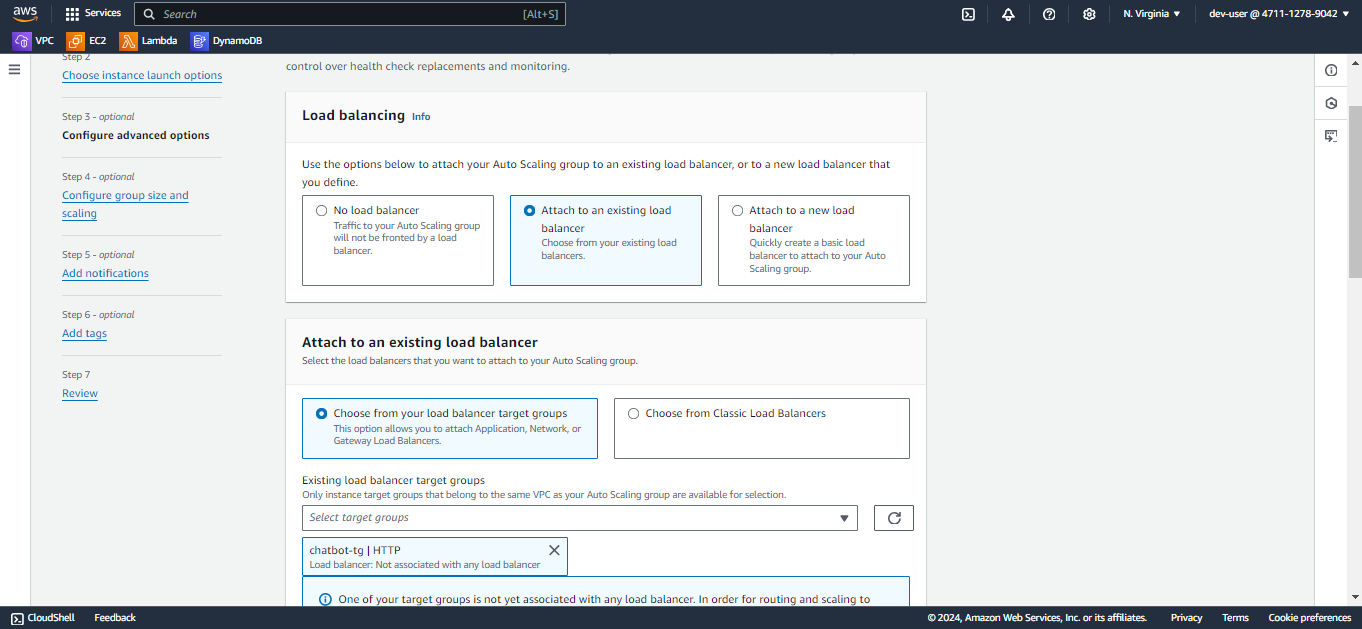 aws
Services
Search
[Alt+S]
N. Virginia
dev-user @ 4711-1278-9042
VPC
EC2
Lambda
DynamoDB
Step 2
Choose instance launch options
Step 3 - optional
Configure advanced options
Step 4 - optional
Configure group size and
scaling
Step 5 - optional
Add notifications
Step 6 - optional
Add tags
Step 7
Review
control over health check replacements and monitoring.
Load balancing Info
Use the options below to attach your Auto Scaling group to an existing load balancer, or to a new load balancer that
you define.
No load balancer
Traffic to your Auto Scaling group
will not be fronted by a load
balancer.
Attach to an existing load
balancer
Choose from your existing load
balancers.
Attach to a new load
balancer
Quickly create a basic load
balancer to attach to your Auto
Scaling group.
Attach to an existing load balancer
Select the load balancers that you want to attach to your Auto Scaling group.
Choose from your load balancer target groups
This option allows you to attach Application, Network, or
Gateway Load Balancers.
Choose from Classic Load Balancers
Existing load balancer target groups
Only instance target groups that belong to the same VPC as your Auto Scaling group are available for selection.
Select target groups
chatbot-tg | HTTP
Load balancer: Not associated with any load balancer
One of your target groups is not yet associated with any load balancer. In order for routing and scaling to
CloudShell
Feedback
© 2024, Amazon Web Services, Inc. or its affiliates.
Privacy
Terms
Cookie preferences